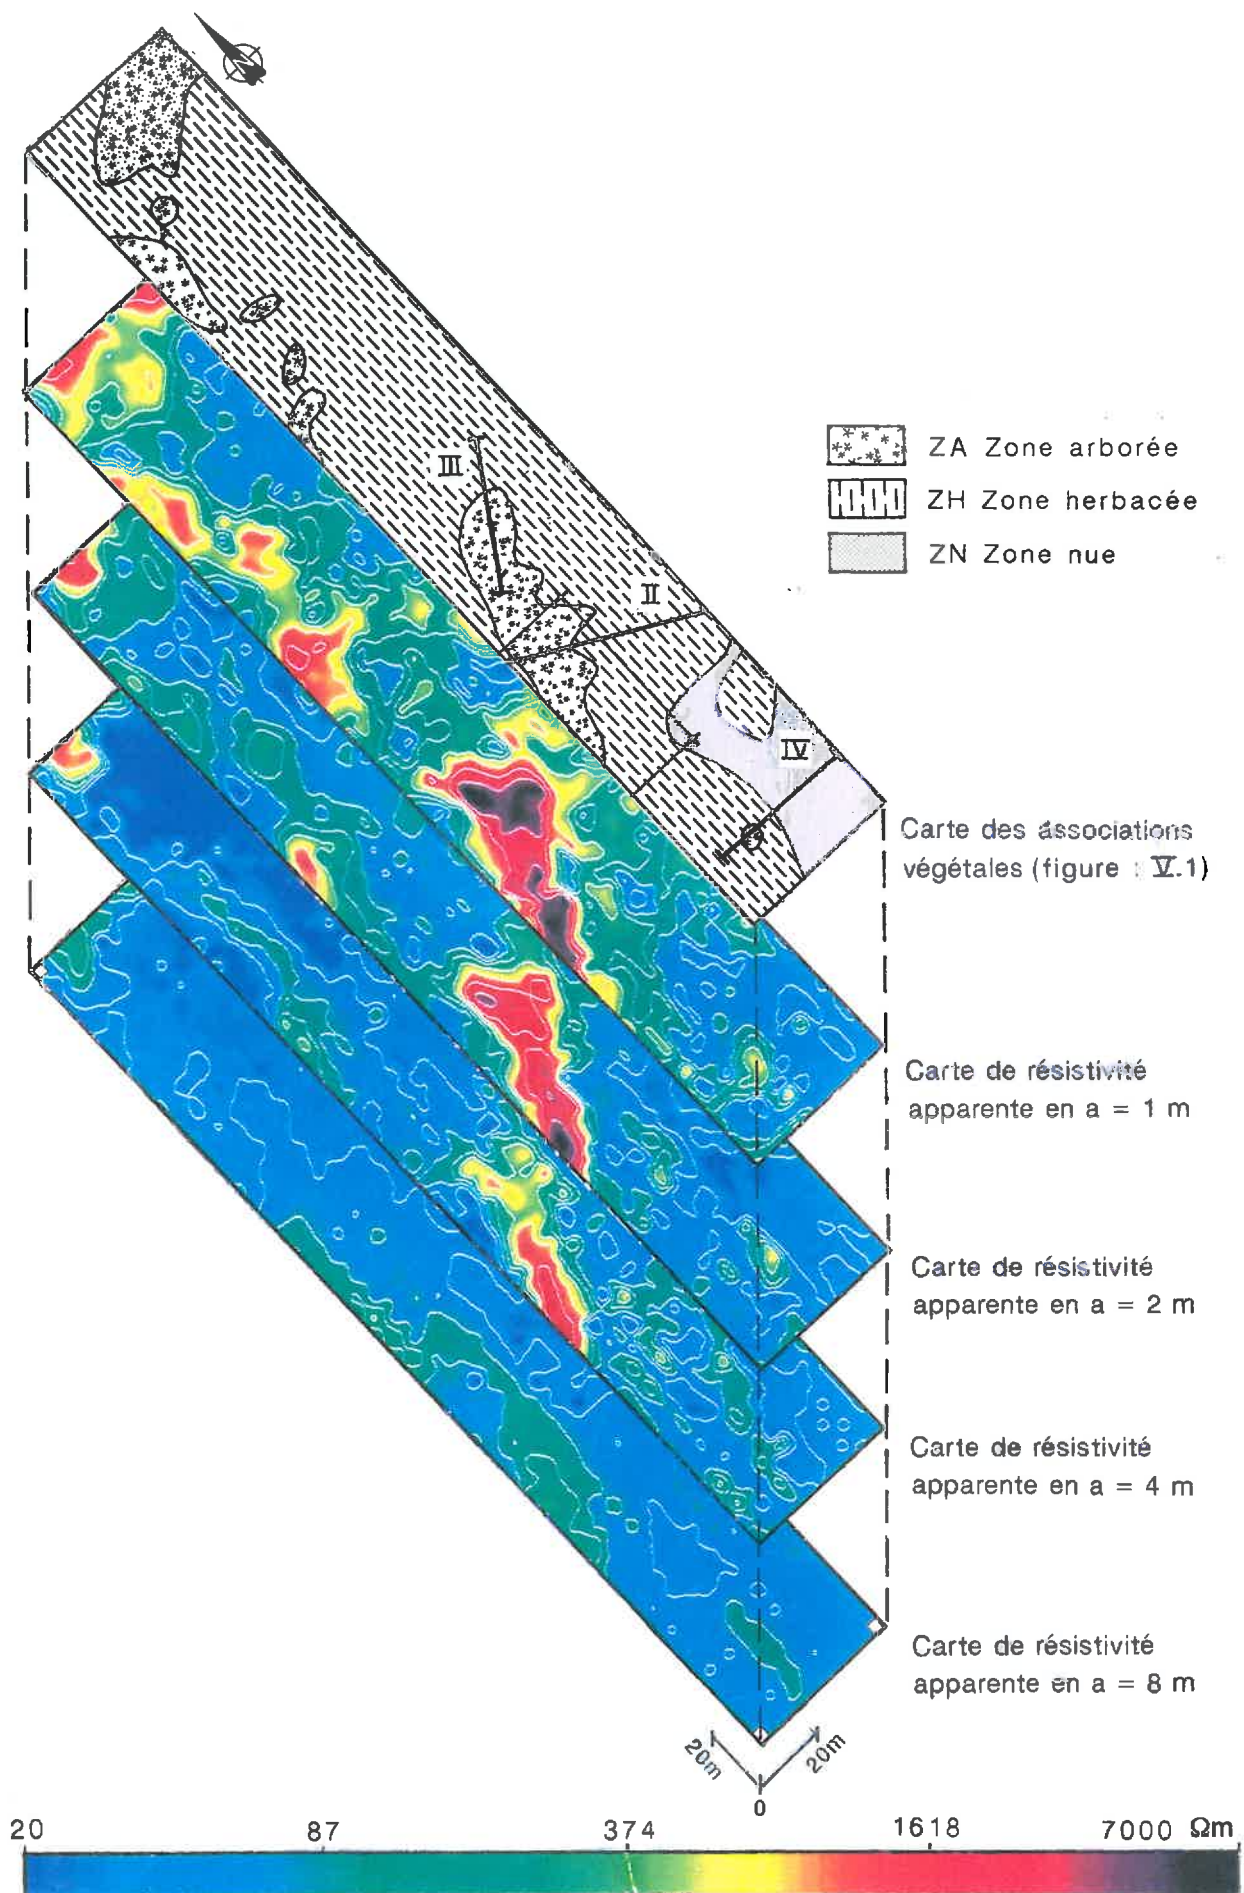 N
III
II
IV
ZA Zone arborée
ZH Zone herbacée
ZN Zone nue
Carte des associations
végétales (figure : V.1)
Carte de résistivité
apparente en a = 1 m
Carte de résistivité
apparente en a = 2 m
Carte de résistivité
apparente en a = 4 m
Carte de résistivité
apparente en a = 8 m
20m
20m
0
20 87 374 1618 7000 Ωm